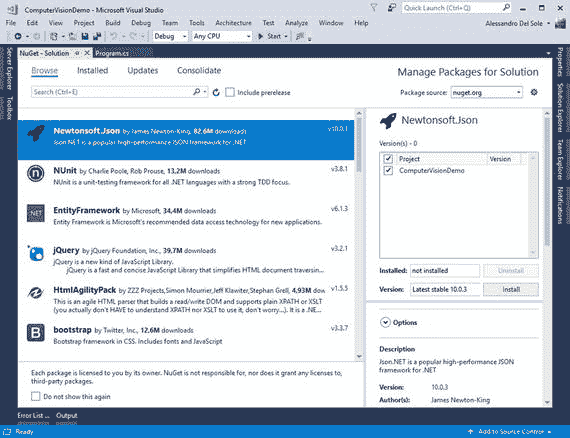 ComputerVisionDemo - Microsoft Visual Studio
Quick Launch (Ctrl+Q)
File Edit View Project Build Debug Team Tools Architecture Test Analyze Window Help
Alessandro Del Sole
Debug Any CPU Start
Server Explorer
Toolbox
NuGet - Solution Program.cs
Browse Installed Updates Consolidate
Manage Packages for Solution
Search (Ctrl+E)
Include prerelease
Package source: nuget.org
Newtonsoft.Json by James Newton-King, 82.6M downloads
Json.NET is a popular high-performance JSON framework for .NET
NUnit by Charlie Poole, Rob Prouse, 13.2M downloads v3.8.1
NUnit is a unit-testing framework for all .NET languages with a strong TDD focus.
.NET
EntityFramework by Microsoft, 34.4M downloads v6.1.3
Entity Framework is Microsoft's recommended data access technology for new applications.
jQuery by jQuery Foundation, Inc., 39.7M downloads v3.2.1
jQuery is a new kind of JavaScript Library.
jQuery is a fast and concise JavaScript Library that simplifies HTML document traversin...
HtmlAgilityPack by ZZZ Projects,Simon Mourrier,Jeff Klawiter,Stephan Grell, 4.93M dow v1.5.5
This is an agile HTML parser that builds a read/write DOM and supports plain XPATH or XSLT
(you actually don't HAVE to understand XPATH nor XSLT to use it, don't worry...). It is a .NE...
B
bootstrap by Twitter, Inc., 12.6M downloads v3.3.7
Bootstrap framework in CSS. Includes fonts and JavaScript
Each package is licensed to you by its owner. NuGet is not responsible, nor does it grant any licenses to,
third-party packages.
Do not show this again
Newtonsoft.Json
Version(s) - 0
Project Version
ComputerVisionDemo
Installed: not installed Uninstall
Version: Latest stable 10.0.3 Install
Options
Description
Json.NET is a popular high-performance JSON
framework for .NET
Version: 10.0.3
Author(s): James Newton-King
Properties
Solution Explorer
Team Explorer
Notifications
Error List ... Output
Ready
Add to Source Control